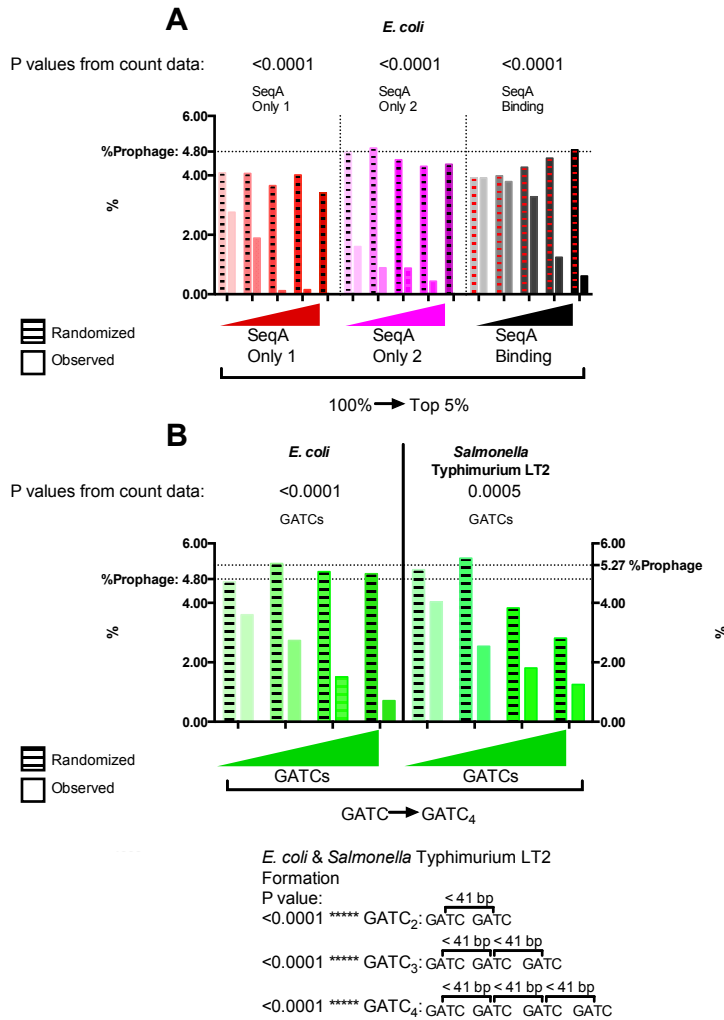 A
E. coli
P values from count data: <0.0001 <0.0001 <0.0001
SeqA Only 1 SeqA Only 2 SeqA Binding
6.00
%Prophage: 4.80
4.00
%
2.00
0.00
Randomized
Observed
SeqA Only 1 SeqA Only 2 SeqA Binding
100% Top 5%
B
E. coli Salmonella Typhimurium LT2
P values from count data: <0.0001 0.0005
GATCs GATCs
6.00 6.00
5.27 %Prophage
%Prophage: 4.80
4.00 4.00
% %
2.00 2.00
0.00 0.00
Randomized
Observed
GATCs GATCs
GATC GATC4
E. coli & Salmonella Typhimurium LT2
Formation
P value:
< 41 bp
<0.0001 ***** GATC2: GATC GATC
< 41 bp < 41 bp
<0.0001 ***** GATC3: GATC GATC GATC
< 41 bp < 41 bp < 41 bp
<0.0001 ***** GATC4: GATC GATC GATC GATC